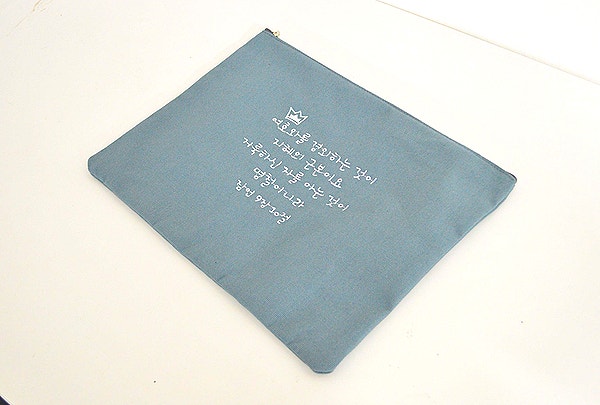 여호와를 경외하는 것이
지혜의 근본이요
거룩하신 자를 아는 것이
명철이니라
잠언 9장 10절